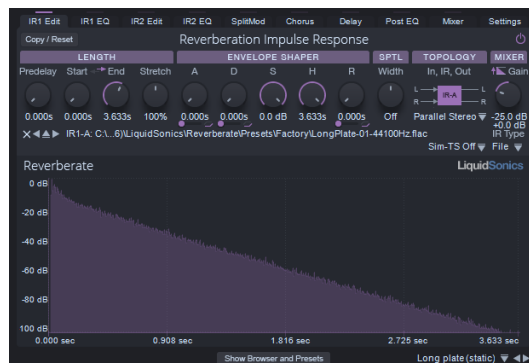 IR1 Edit IR1 EQ IR2 Edit IR2 EQ SplitMod Chorus Delay Post EQ Mixer Settings
Copy / Reset Reverberation Impulse Response
LENGTH ENVELOPE SHAPER SPTL TOPOLOGY MIXER
Predelay Start End Stretch A D S H R Width In, IR, Out Gain
L L
IR-A
R R
0.000s 0.000s 3.633s 100% 0.000s 0.000s 0.0 dB 3.633s 0.000s Off Parallel Stereo -25.0 dB
+0.0 dB
IR1-A: C:\...6)\LiquidSonics\Reverberate\Presets\Factory\LongPlate-01-44100Hz.flac IR Type
Sim-TS Off File
Reverberate LiquidSonics
0 dB
-20 dB
-40 dB
-60 dB
-80 dB
100 dB
0.000 sec 0.908 sec 1.816 sec 2.725 sec 3.633 sec
Show Browser and Presets Long plate (static)